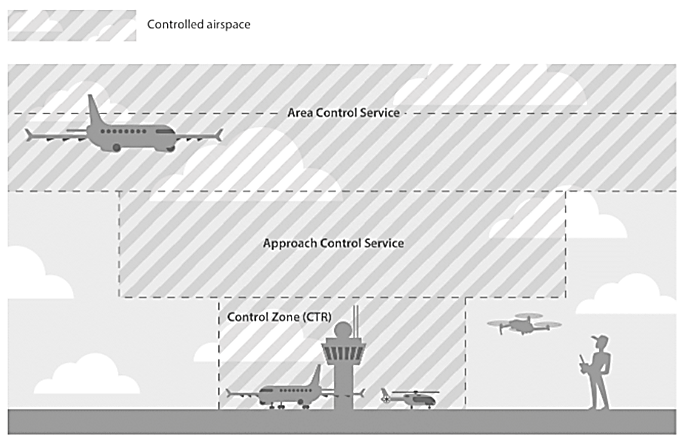 Controlled airspace
Area Control Service
Approach Control Service
Control Zone (CTR)